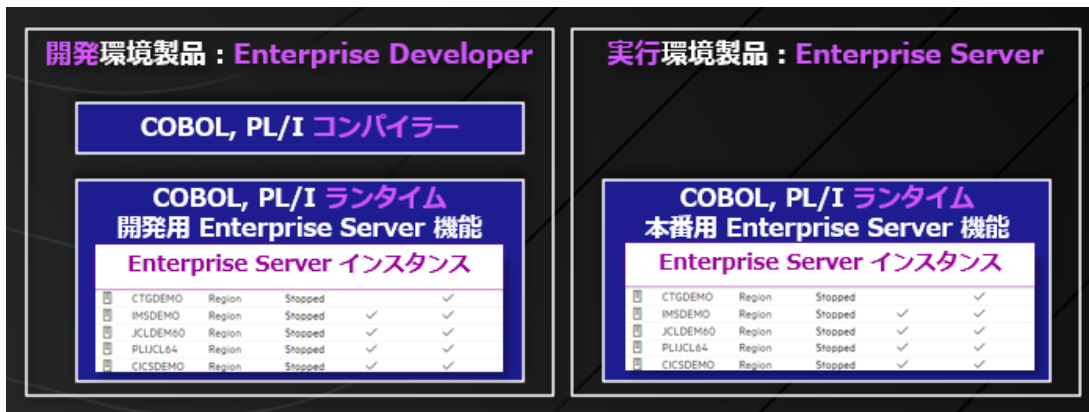 開発環境製品：Enterprise Developer
COBOL, PL/I コンパイラー
COBOL, PL/I ランタイム
開発用 Enterprise Server 機能
Enterprise Server インスタンス
CTGDEMO Region Stopped ✓
IMSDEMO Region Stopped ✓ ✓
JCLDEM60 Region Stopped ✓ ✓
PLIJCL64 Region Stopped ✓ ✓
CICSDEMO Region Stopped ✓ ✓
実行環境製品：Enterprise Server
COBOL, PL/I ランタイム
本番用 Enterprise Server 機能
Enterprise Server インスタンス
CTGDEMO Region Stopped ✓
IMSDEMO Region Stopped ✓ ✓
JCLDEM60 Region Stopped ✓ ✓
PLIJCL64 Region Stopped ✓ ✓
CICSDEMO Region Stopped ✓ ✓